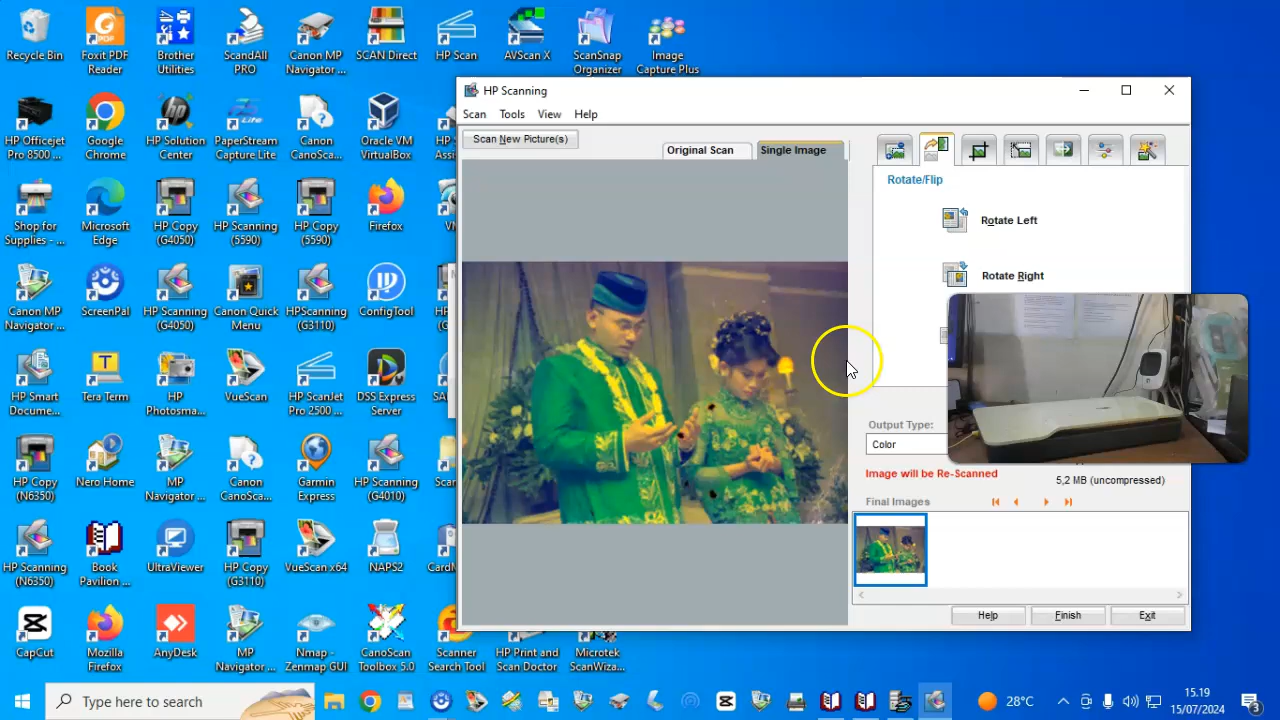 Recycle Bin
Foxit PDF
Reader
Brother
Utilities
ScandAll
PRO
Canon MP
Navigator ...
SCAN Direct
HP Scan
AVScan X
ScanSnap
Organizer
Image
Capture Plus
HP Officejet
Pro 8500 ...
Google
Chrome
HP Solution
Center
PaperStream
Capture Lite
Canon
CanoSca...
Oracle VM
VirtualBox
Shop for
Supplies - ...
Microsoft
Edge
HP Copy
(G4050)
HP Scanning
(5590)
HP Copy
(5590)
Firefox
Canon MP
Navigator ...
ScreenPal
HP Scanning
(G4050)
Canon Quick
Menu
HPScanning
(G3110)
ConfigTool
HP Smart
Docume...
Tera Term
HP
Photosma...
VueScan
HP ScanJet
Pro 2500 ...
DSS Express
Server
HP Copy
(N6350)
Nero Home
MP
Navigator ...
Canon
CanoSca...
Garmin
Express
HP Scanning
(G4010)
HP Scanning
(N6350)
Book
Pavilion ...
UltraViewer
HP Copy
(G3110)
VueScan x64
NAPS2
CapCut
Mozilla
Firefox
AnyDesk
MP
Navigator ...
Nmap -
Zenmap GUI
CanoScan
Toolbox 5.0
Scanner
Search Tool
HP Print and
Scan Doctor
Microtek
ScanWiza...
HP Scanning
Scan Tools View Help
Scan New Picture(s)
Original Scan
Single Image
Rotate/Flip
Rotate Left
Rotate Right
Output Type:
Color
Image will be Re-Scanned
5,2 MB (uncompressed)
Final Images
Help
Finish
Exit
Type here to search
28°C
15.19
15/07/2024
3